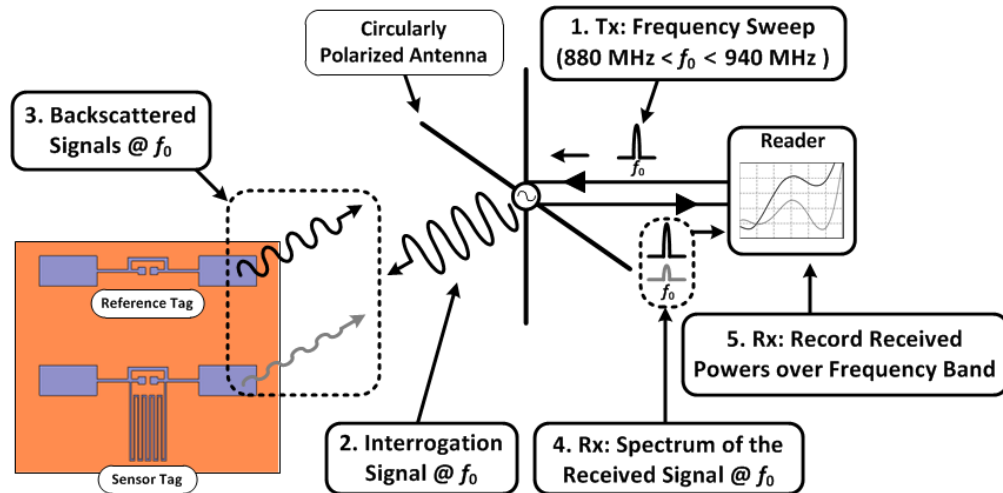 Circularly
Polarized Antenna
1. Tx: Frequency Sweep
(880 MHz < f₀ < 940 MHz )
3. Backscattered
Signals @ f₀
f₀
Reader
Reference Tag
f₀
5. Rx: Record Received
Powers over Frequency Band
2. Interrogation
Signal @ f₀
4. Rx: Spectrum of the
Received Signal @ f₀
Sensor Tag